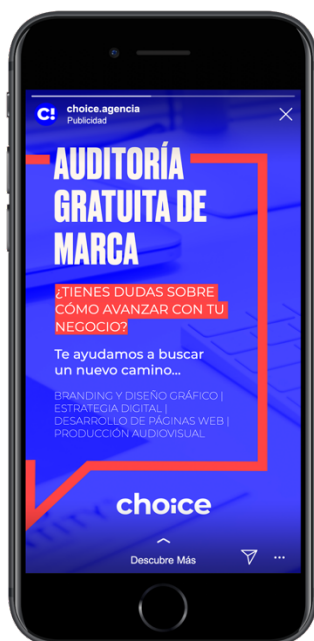 C!
choice.agencia
Publicidad
AUDITORÍA
GRATUITA DE
MARCA
¿TIENES DUDAS SOBRE
CÓMO AVANZAR CON TU
NEGOCIO?
Te ayudamos a buscar
un nuevo camino...
BRANDING Y DISEÑO GRÁFICO |
ESTRATEGIA DIGITAL |
DESARROLLO DE PÁGINAS WEB |
PRODUCCIÓN AUDIOVISUAL
choice
Descubre Más